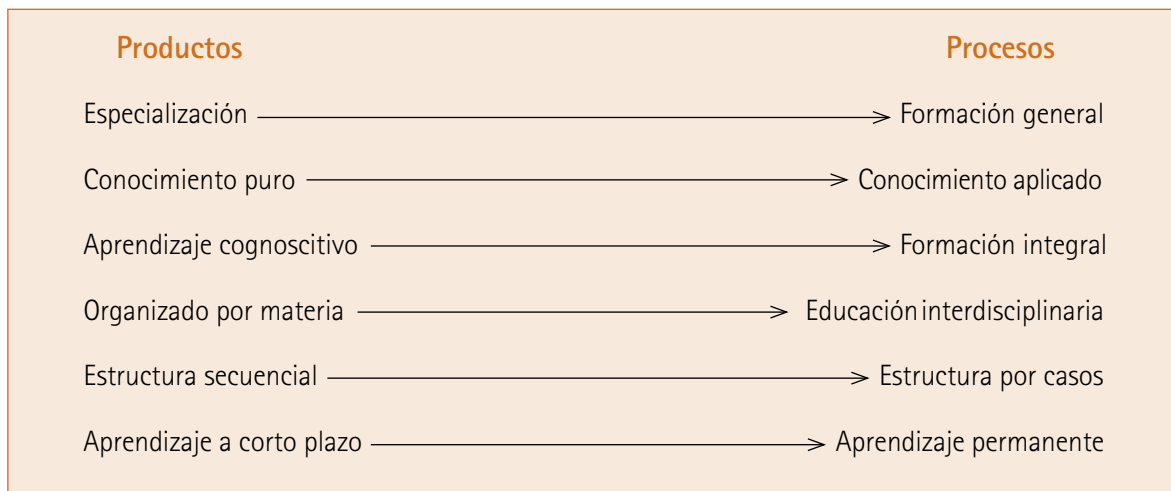 Productos Procesos
Especialización Formación general
Conocimiento puro Conocimiento aplicado
Aprendizaje cognoscitivo Formación integral
Organizado por materia Educación interdisciplinaria
Estructura secuencial Estructura por casos
Aprendizaje a corto plazo Aprendizaje permanente